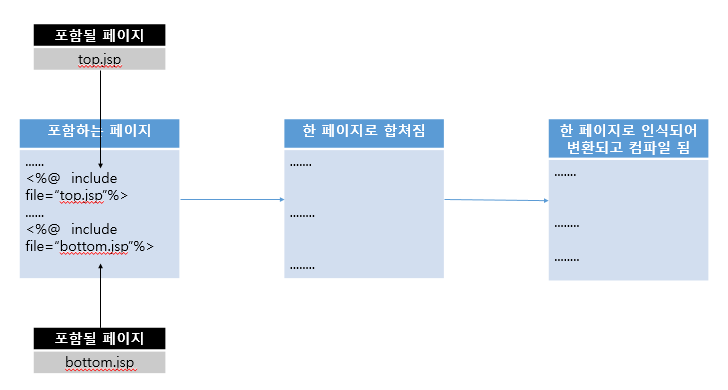 포함될 페이지
top.jsp
포함하는 페이지
......
<%@ include
file="top.jsp"%>
......
<%@ include
file="bottom.jsp"%>
포함될 페이지
bottom.jsp
한 페이지로 합쳐짐
.......
........
........
한 페이지로 인식되어
변환되고 컴파일 됨
.......
........
........